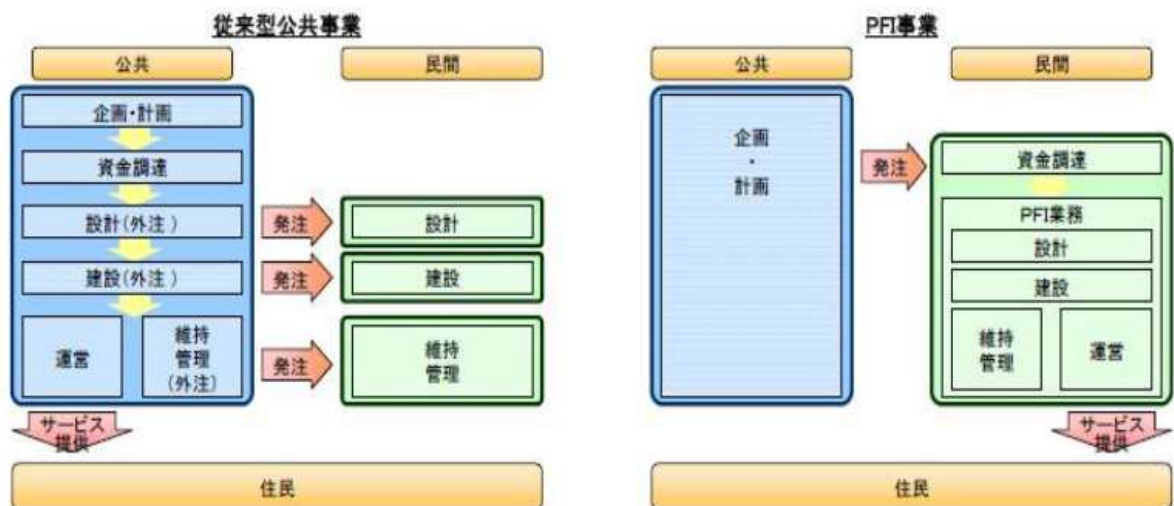 従来型公共事業
公共
民間
企画・計画
資金調達
設計(外注)
発注
設計
建設(外注)
発注
建設
運営
維持
管理
(外注)
発注
維持
管理
サービス
提供
住民
PFI事業
公共
民間
企画
・
計画
発注
資金調達
PFI業務
設計
建設
維持
管理
運営
サービス
提供
住民